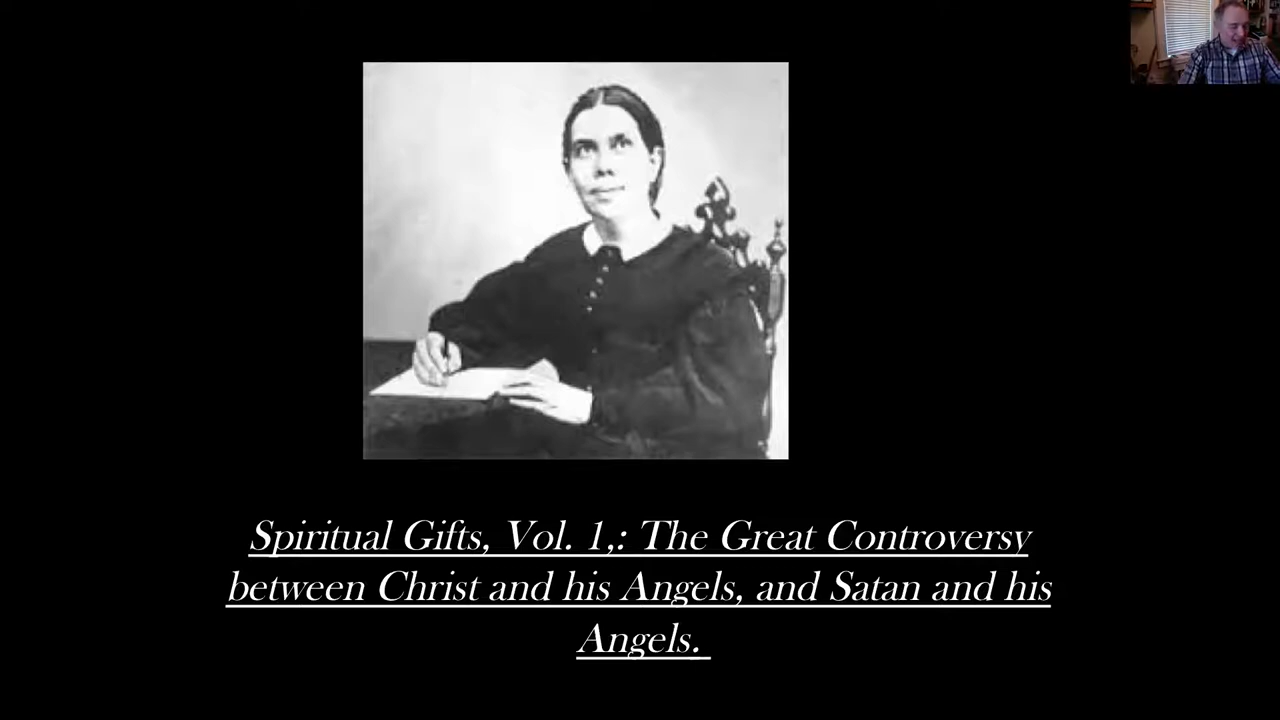 Spiritual Gifts, Vol. 1,: The Great Controversy
between Christ and his Angels, and Satan and his
Angels.